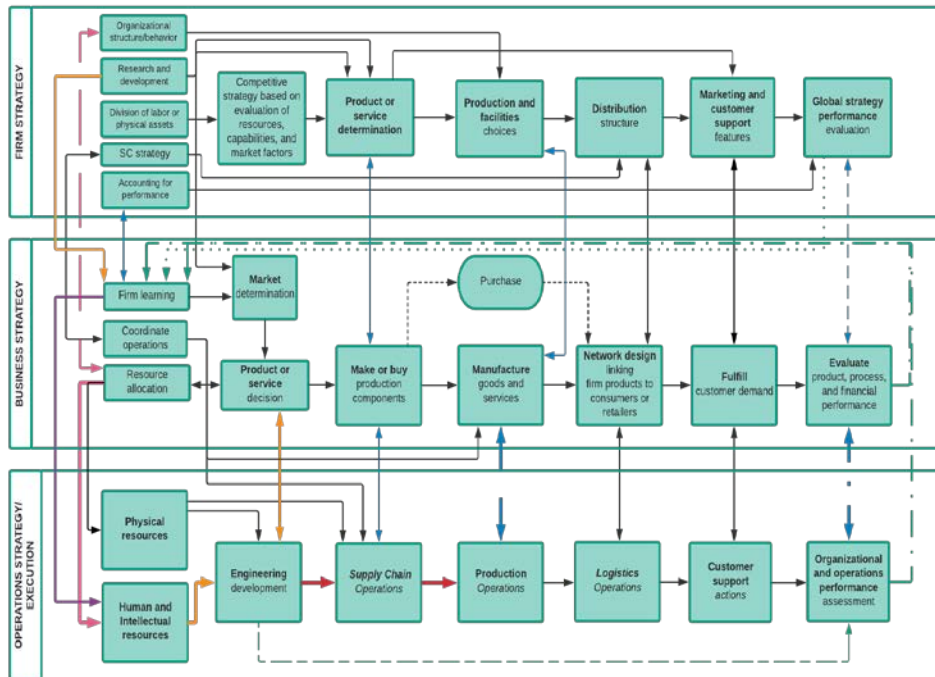 FIRM STRATEGY
Organizational
structure/behavior
Research and
development
Division of labor or
physical assets
SC strategy
Accounting for
performance
Competitive
strategy based on
evaluation of
resources,
capabilities, and
market factors
Product or
service
determination
Production and
facilities
choices
Distribution
structure
Marketing and
customer
support
features
Global strategy
performance
evaluation
BUSINESS STRATEGY
Firm learning
Coordinate
operations
Resource
allocation
Market
determination
Product or
service
decision
Make or buy
production
components
Purchase
Manufacture
goods and
services
Network design
linking
firm products to
consumers or
retailers
Fulfill
customer demand
Evaluate
product, process,
and financial
performance
OPERATIONS STRATEGY/
EXECUTION
Physical
resources
Human and
Intellectual
resources
Engineering
development
Supply Chain
Operations
Production
Operations
Logistics
Operations
Customer
support
actions
Organizational
and operations
performance
assessment